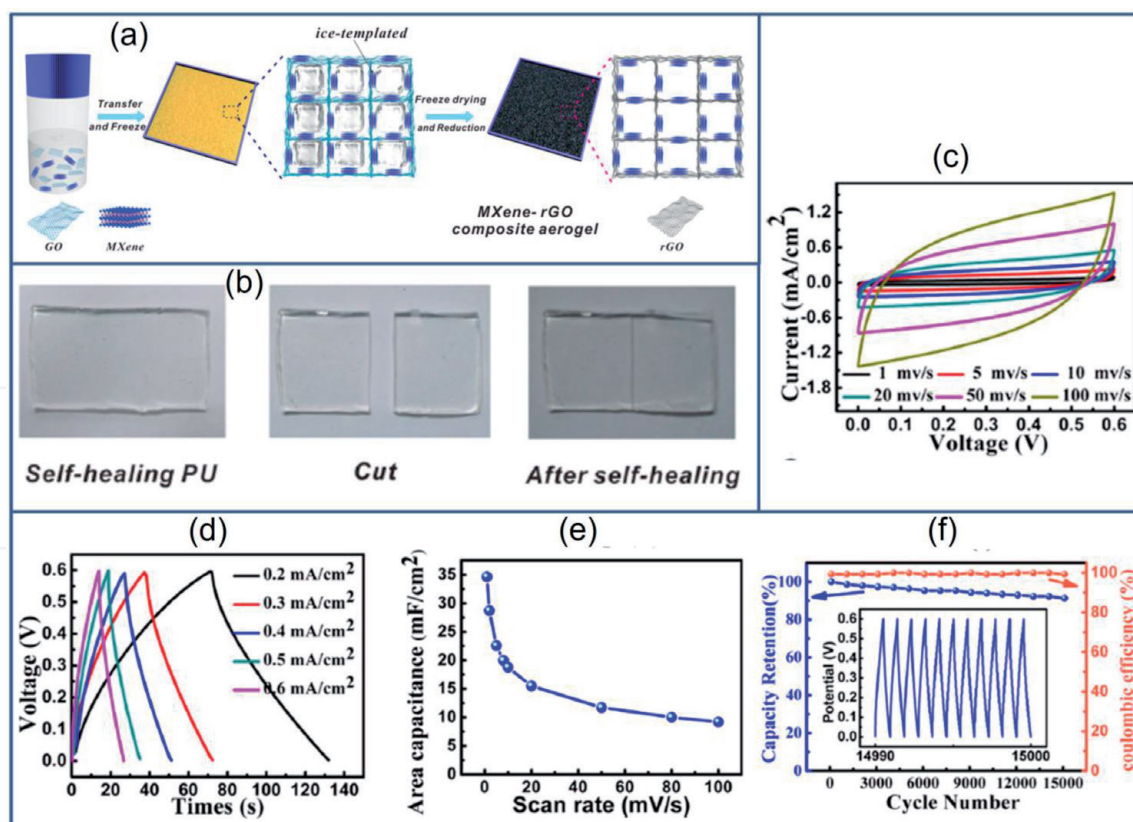 (a)
ice-templated
Transfer
and Freeze
Freeze drying
and Reduction
GO
MXene
MXene- rGO
composite aerogel
rGO
(b)
Self-healing PU
Cut
After self-healing
(c)
Current (mA/cm2)
1.2
0.6
0.0
-0.6
-1.2
-1.8
1 mv/s 5 mv/s 10 mv/s
20 mv/s 50 mv/s 100 mv/s
0.0 0.1 0.2 0.3 0.4 0.5 0.6
Voltage (V)
(d)
Voltage (V)
0.6
0.5
0.4
0.3
0.2
0.1
0.0
0.2 mA/cm2
0.3 mA/cm2
0.4 mA/cm2
0.5 mA/cm2
0.6 mA/cm2
0 20 40 60 80 100 120 140
Times (s)
(e)
Area capacitance (mF/cm2)
35
30
25
20
15
10
5
0
0 20 40 60 80 100
Scan rate (mV/s)
(f)
Capacity Retention(%)
100
80
60
40
20
0
Potential (V)
0.6
0.5
0.4
0.3
0.2
0.1
0.0
14990 15000
100
80
60
40
20
0
coulombic efficiency (%)
0 3000 6000 9000 12000 15000
Cycle Number